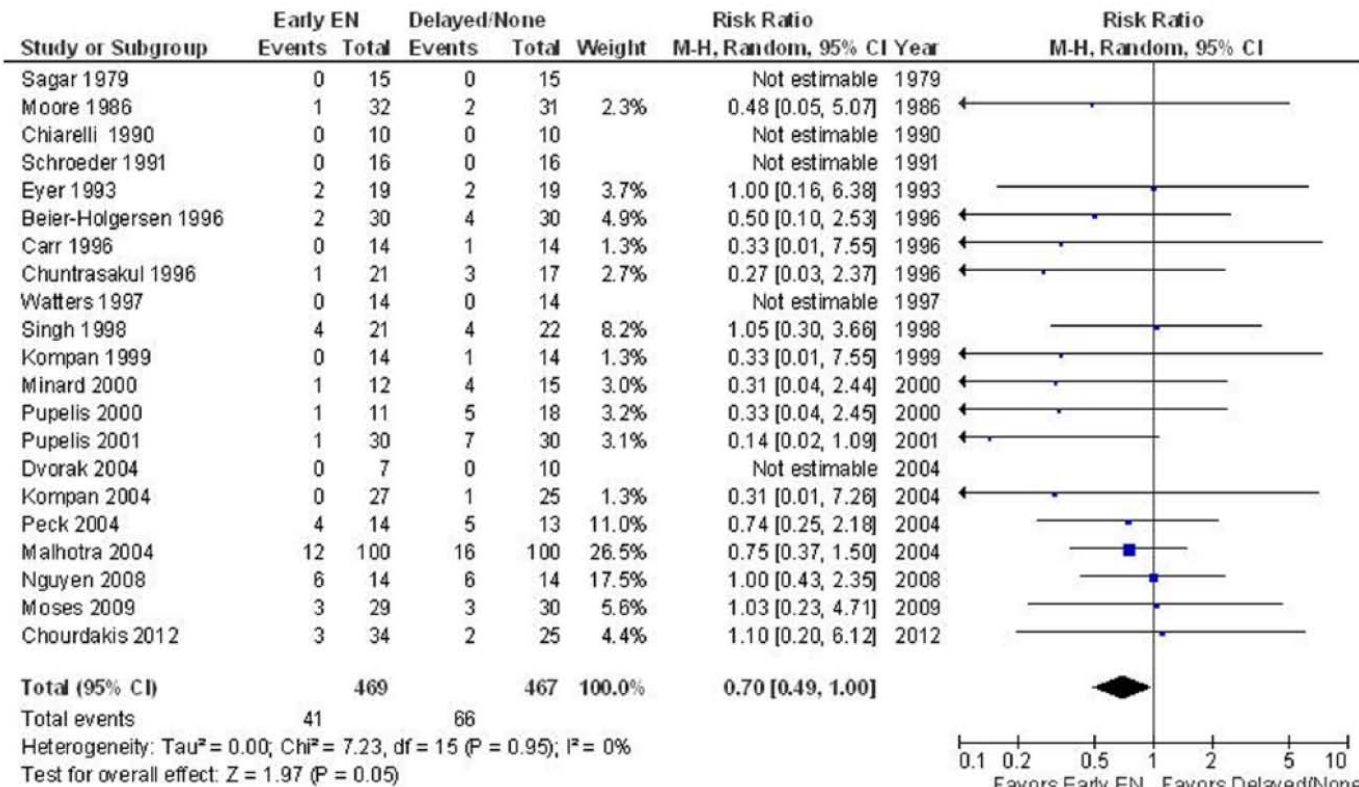 Early EN Delayed/None Risk Ratio Risk Ratio
Study or Subgroup Events Total Events Total Weight M-H, Random, 95% CI Year M-H, Random, 95% CI
Sagar 1979 0 15 0 15 Not estimable 1979
Moore 1986 1 32 2 31 2.3% 0.48 [0.05, 5.07] 1986
Chiarelli 1990 0 10 0 10 Not estimable 1990
Schroeder 1991 0 16 0 16 Not estimable 1991
Eyer 1993 2 19 2 19 3.7% 1.00 [0.16, 6.38] 1993
Beier-Holgersen 1996 2 30 4 30 4.9% 0.50 [0.10, 2.53] 1996
Carr 1996 0 14 1 14 1.3% 0.33 [0.01, 7.55] 1996
Chuntrasakul 1996 1 21 3 17 2.7% 0.27 [0.03, 2.37] 1996
Watters 1997 0 14 0 14 Not estimable 1997
Singh 1998 4 21 4 22 8.2% 1.05 [0.30, 3.66] 1998
Kompan 1999 0 14 1 14 1.3% 0.33 [0.01, 7.55] 1999
Minard 2000 1 12 4 15 3.0% 0.31 [0.04, 2.44] 2000
Pupelis 2000 1 11 5 18 3.2% 0.33 [0.04, 2.45] 2000
Pupelis 2001 1 30 7 30 3.1% 0.14 [0.02, 1.09] 2001
Dvorak 2004 0 7 0 10 Not estimable 2004
Kompan 2004 0 27 1 25 1.3% 0.31 [0.01, 7.26] 2004
Peck 2004 4 14 5 13 11.0% 0.74 [0.25, 2.18] 2004
Malhotra 2004 12 100 16 100 26.5% 0.75 [0.37, 1.50] 2004
Nguyen 2008 6 14 6 14 17.5% 1.00 [0.43, 2.35] 2008
Moses 2009 3 29 3 30 5.6% 1.03 [0.23, 4.71] 2009
Chourdakis 2012 3 34 2 25 4.4% 1.10 [0.20, 6.12] 2012
Total (95% CI) 469 467 100.0% 0.70 [0.49, 1.00]
Total events 41 66
Heterogeneity: Tau² = 0.00; Chi² = 7.23, df = 15 (P = 0.95); I² = 0%
Test for overall effect: Z = 1.97 (P = 0.05)
0.1 0.2 0.5 1 2 5 10
Favors Early EN Favors Delayed/None